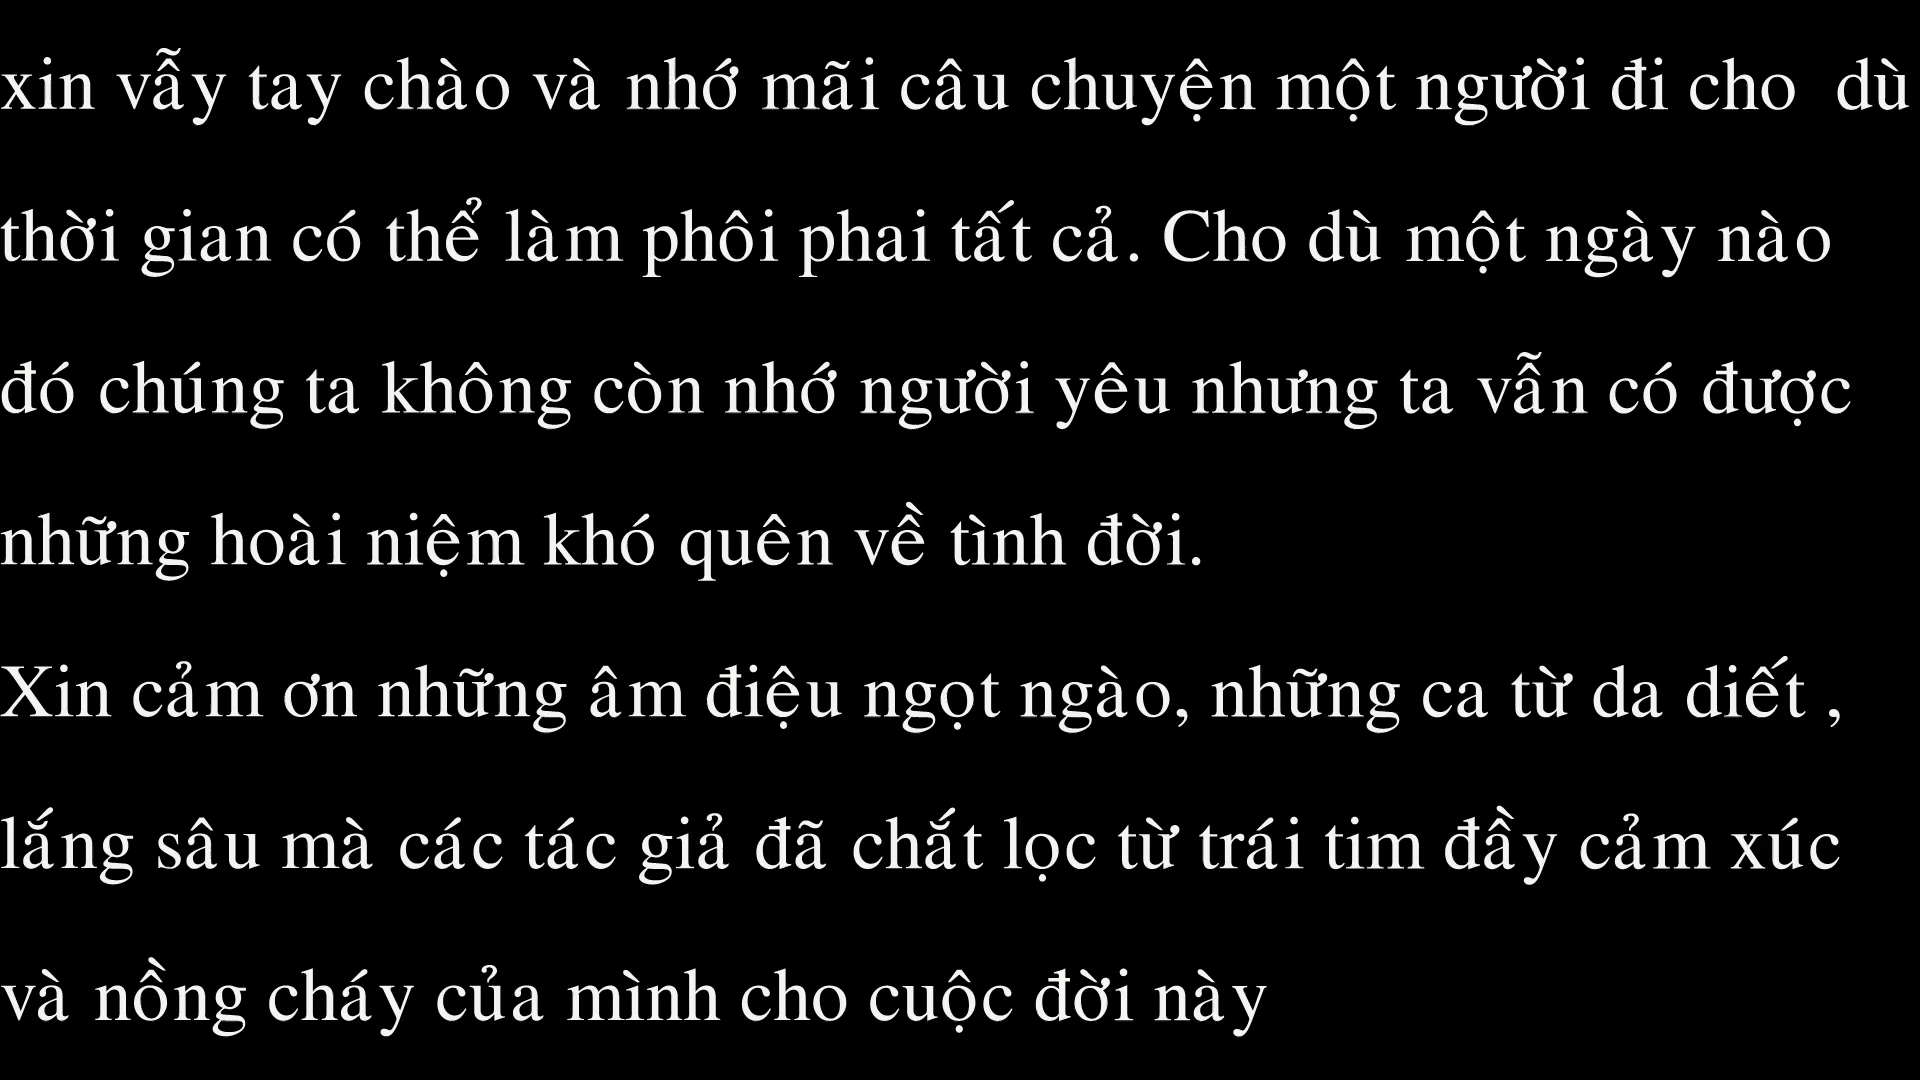 xin vẫy tay chào và nhớ mãi câu chuyện một người đi cho  dù
thời gian có thể làm phôi phai tất cả. Cho dù một ngày nào
đó chúng ta không còn nhớ người yêu nhưng ta vẫn có được
những hoài niệm khó quên về tình đời.
Xin cảm ơn những âm điệu ngọt ngào, những ca từ da diết ,
lắng sâu mà các tác giả đã chắt lọc từ trái tim đầy cảm xúc
và nồng cháy của mình cho cuộc đời này